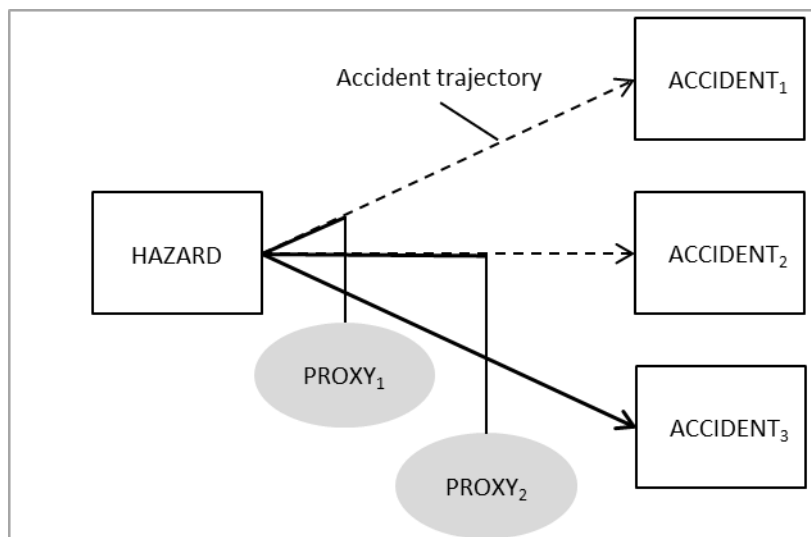 Accident trajectory
ACCIDENT₁
HAZARD
ACCIDENT₂
PROXY₁
ACCIDENT₃
PROXY₂